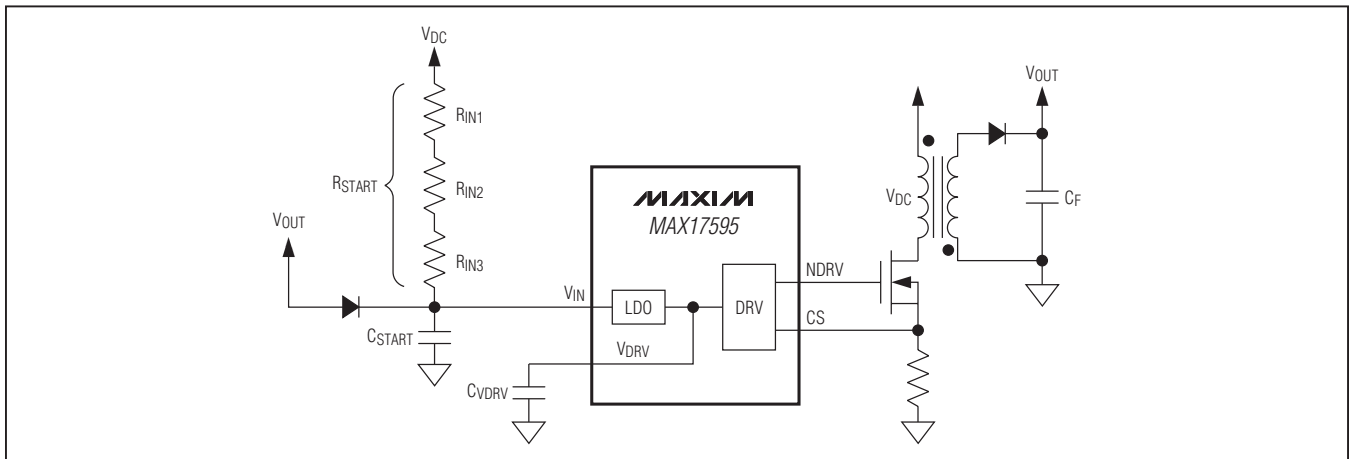 VDC
RIN1
RSTART
RIN2
RIN3
VOUT
CSTART
VIN
MAXIM
MAX17595
LDO
DRV
NDRV
CS
VDRV
CVDRV
VDC
VOUT
CF